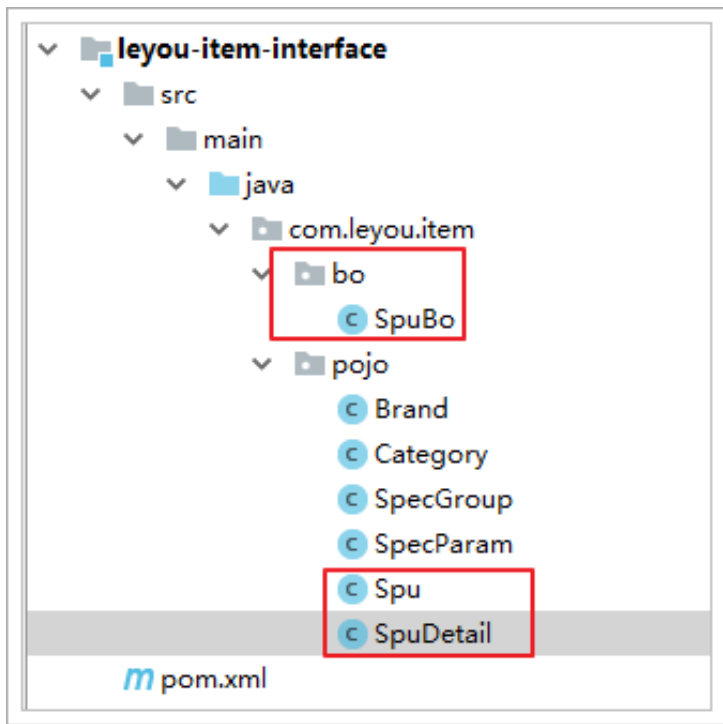 leyou-item-interface
src
main
java
com.leyou.item
bo
C SpuBo
pojo
C Brand
C Category
C SpecGroup
C SpecParam
C Spu
C SpuDetail
m pom.xml